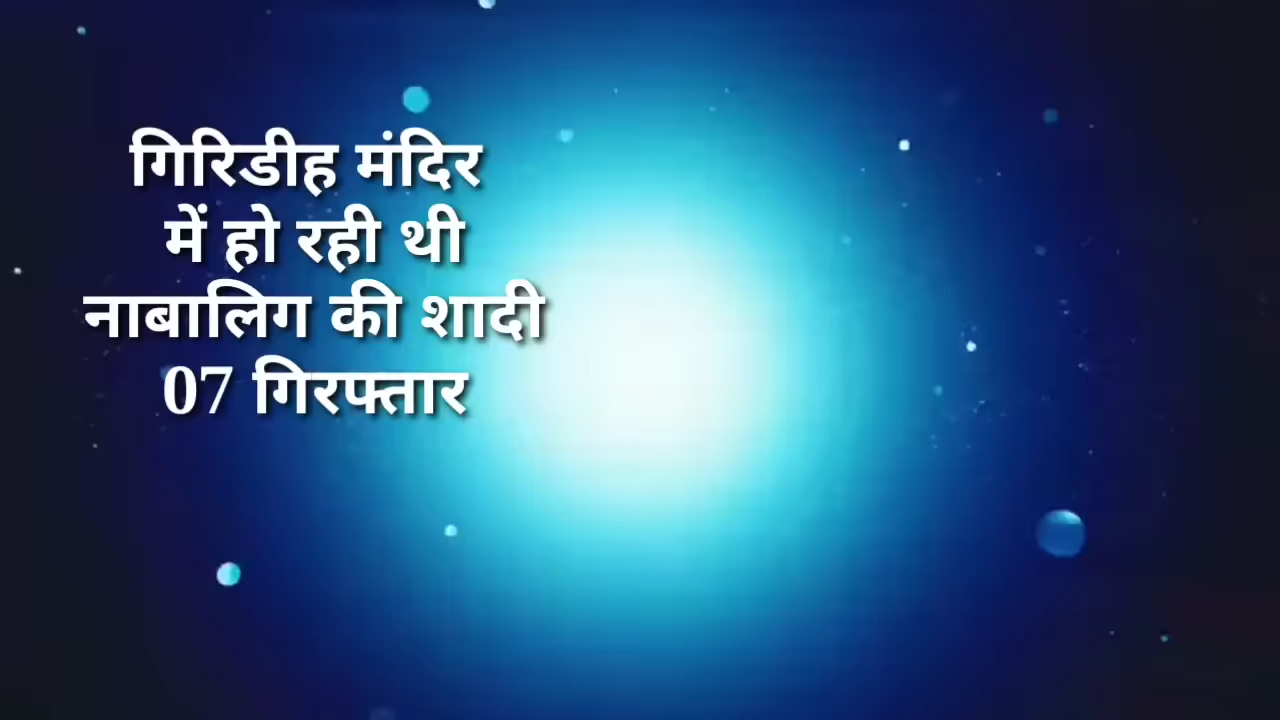 गिरिडीह मंदिर
में हो रही थी
नाबालिग की शादी
07 गिरफ्तार